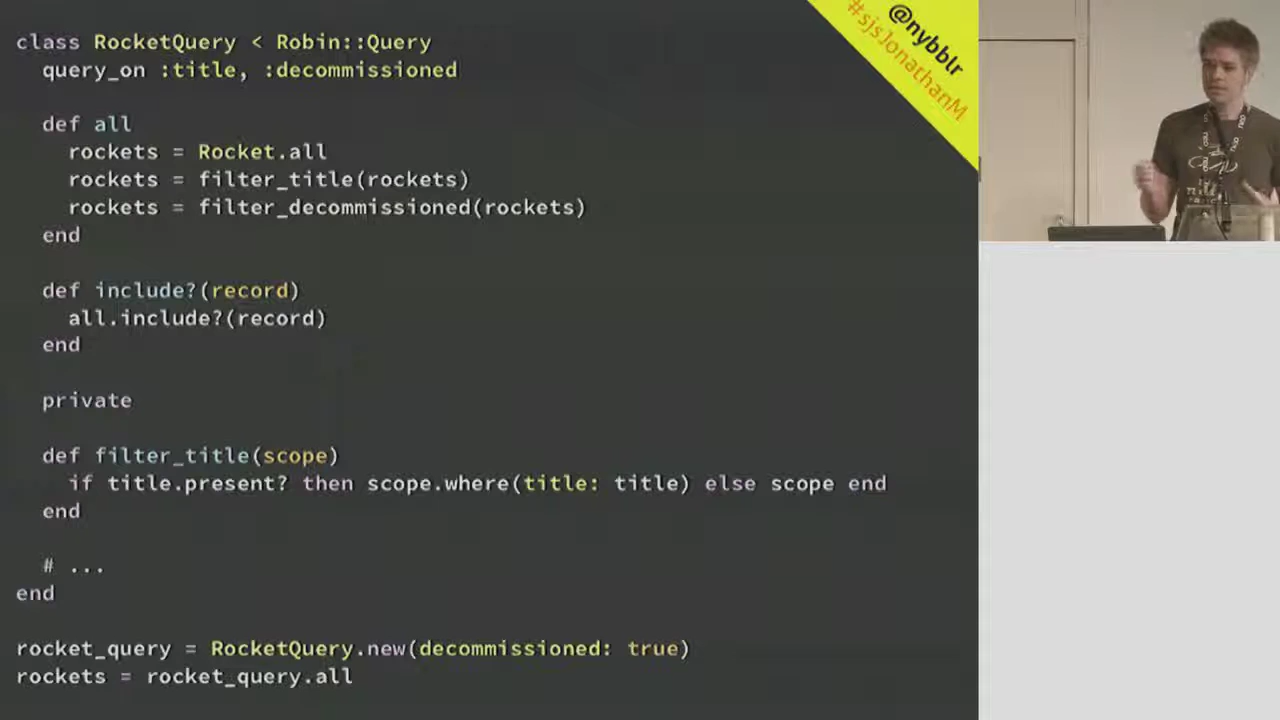 class RocketQuery < Robin::Query
  query_on :title, :decommissioned

  def all
    rockets = Rocket.all
    rockets = filter_title(rockets)
    rockets = filter_decommissioned(rockets)
  end

  def include?(record)
    all.include?(record)
  end

  private

  def filter_title(scope)
    if title.present? then scope.where(title: title) else scope end
  end

  # ...
end

rocket_query = RocketQuery.new(decommissioned: true)
rockets = rocket_query.all
@nybblr
#sjsJonathanM